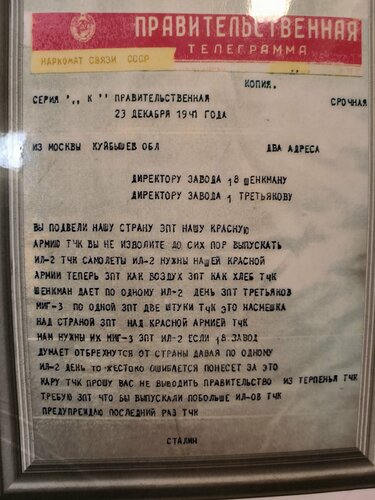 ПРАВИТЕЛЬСТВЕННАЯ
ТЕЛЕГРАММА
НАРКОМАТ СВЯЗИ СССР
КОПИЯ.
СЕРИЯ ",, К " ПРАВИТЕЛЬСТВЕННАЯ СРОЧНАЯ
23 ДЕКАБРЯ 1941 ГОДА
ИЗ МОСКВЫ КУЙБЫШЕВ ОБЛ ДВА АДРЕСА
ДИРЕКТОРУ ЗАВОДА 18 ШЕНКМАНУ
ДИРЕКТОРУ ЗАВОДА 1 ТРЕТЬЯКОВУ
ВЫ ПОДВЕЛИ НАШУ СТРАНУ ЗПТ НАШУ КРАСНУЮ
АРМИЮ ТЧК ВЫ НЕ ИЗВОЛИТЕ ДО СИХ ПОР ВЫПУСКАТЬ
ИЛ-2 ТЧК САМОЛЕТЫ ИЛ-2 НУЖНЫ НАШЕЙ КРАСНОЙ
АРМИИ ТЕПЕРЬ ЗПТ КАК ВОЗДУХ ЗПТ КАК ХЛЕБ ТЧК
ШЕНКМАН ДАЕТ ПО ОДНОМУ ИЛ-2 ДЕНЬ ЗПТ ТРЕТЬЯКОВ
МИГ-3 ПО ОДНОЙ ЗПТ ДВЕ ШТУКИ ТЧК ЭТО НАСМЕШКА
НАД СТРАНОЙ ЗПТ НАД КРАСНОЙ АРМИЕЙ ТЧК
НАМ НУЖНЫ НЕ МИГ-3 ЗПТ ИЛ-2 ЕСЛИ 18 ЗАВОД
ДУМАЕТ ОТБРЕХНУТСЯ ОТ СТРАНЫ ДАВАЯ ПО ОДНОМУ
ИЛ-2 ДЕНЬ ТО ЖЕСТОКО ОШИБАЕТСЯ ПОНЕСЕТ ЗА ЭТО
КАРУ ТЧК ПРОШУ ВАС НЕ ВЫВОДИТЬ ПРАВИТЕЛЬСТВО ИЗ ТЕРПЕНЬЯ ТЧК
ТРЕБУЮ ЗПТ ЧТО БЫ ВЫПУСКАЛИ ПОБОЛЬШЕ ИЛ-ОВ ТЧК
ПРЕДУПРЕЖДАЮ ПОСЛЕДНИЙ РАЗ ТЧК
СТАЛИН